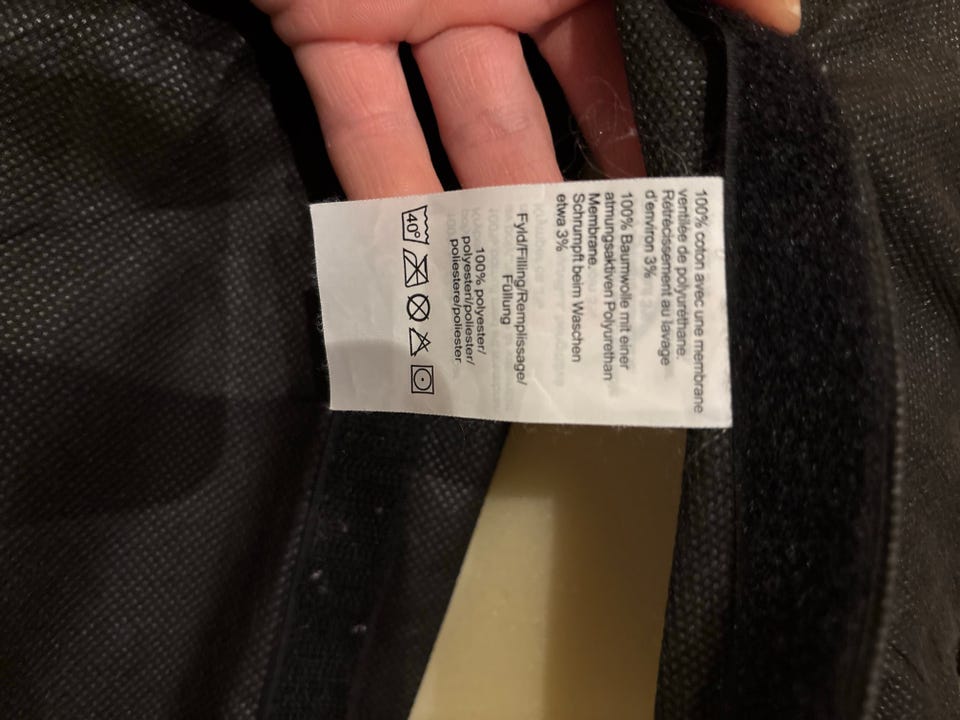 100% coton avec une membrane
ventilée de polyuréthane.
Rétrécissement au lavage
d'environ 3%
100% Baumwolle mit einer
atmungsaktiven Polyurethan
Membrane.
Schrumpft beim Waschen
etwa 3%
Fyld/Filling/Remplissage/
Füllung
100% polyester/
polyesteri/poliester/
poliestere/poliester
40°